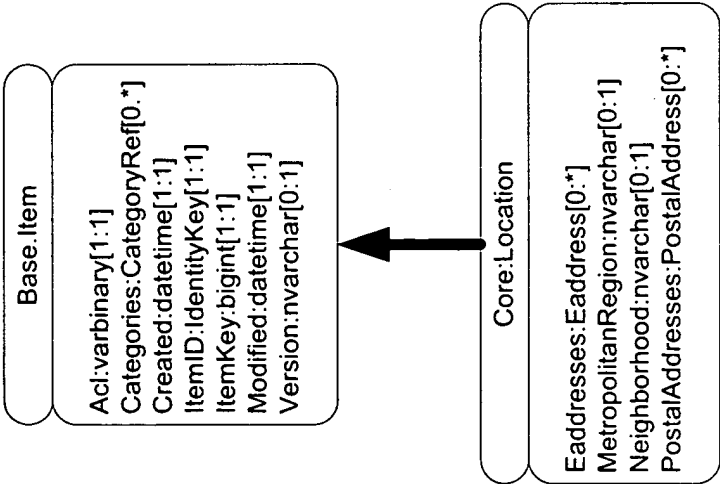 Base.Item
Acl:varbinary[1:1]
Categories:CategoryRef[0.*]
Created:datetime[1:1]
ItemID:IdentityKey[1:1]
ItemKey:bigint[1:1]
Modified:datetime[1:1]
Version:nvarchar[0:1]
Core:Location
Eaddresses:Eaddress[0:*]
MetropolitanRegion:nvarchar[0:1]
Neighborhood:nvarchar[0:1]
PostalAddresses:PostalAddress[0:*]